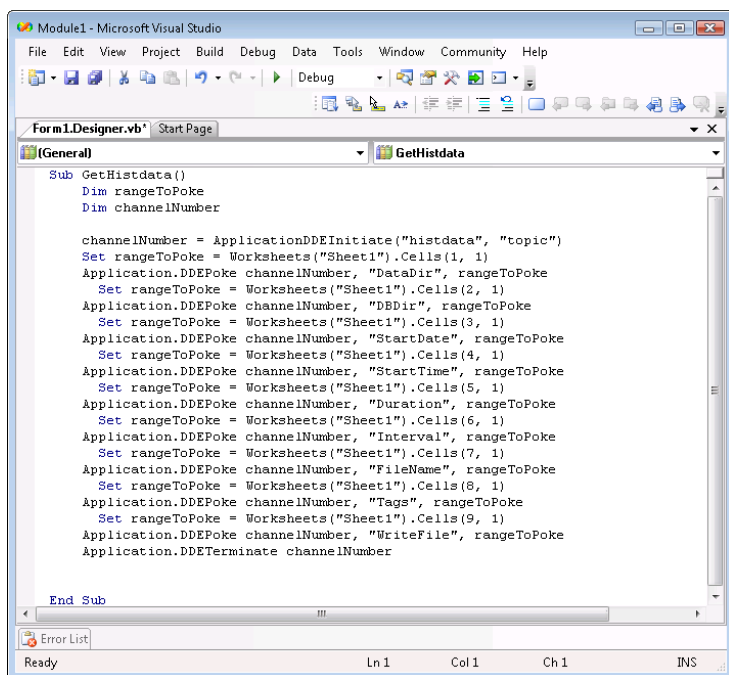 Module1 - Microsoft Visual Studio
File Edit View Project Build Debug Data Tools Window Community Help
Debug
Form1.Designer.vb* Start Page
(General) GetHistdata
Sub GetHistdata()
Dim rangeToPoke
Dim channelNumber
channelNumber = ApplicationDDEInitiate("histdata", "topic")
Set rangeToPoke = Worksheets("Sheet1").Cells(1, 1)
Application.DDEPoke channelNumber, "DataDir", rangeToPoke
Set rangeToPoke = Worksheets("Sheet1").Cells(2, 1)
Application.DDEPoke channelNumber, "DBDir", rangeToPoke
Set rangeToPoke = Worksheets("Sheet1").Cells(3, 1)
Application.DDEPoke channelNumber, "StartDate", rangeToPoke
Set rangeToPoke = Worksheets("Sheet1").Cells(4, 1)
Application.DDEPoke channelNumber, "StartTime", rangeToPoke
Set rangeToPoke = Worksheets("Sheet1").Cells(5, 1)
Application.DDEPoke channelNumber, "Duration", rangeToPoke
Set rangeToPoke = Worksheets("Sheet1").Cells(6, 1)
Application.DDEPoke channelNumber, "Interval", rangeToPoke
Set rangeToPoke = Worksheets("Sheet1").Cells(7, 1)
Application.DDEPoke channelNumber, "FileName", rangeToPoke
Set rangeToPoke = Worksheets("Sheet1").Cells(8, 1)
Application.DDEPoke channelNumber, "Tags", rangeToPoke
Set rangeToPoke = Worksheets("Sheet1").Cells(9, 1)
Application.DDEPoke channelNumber, "WriteFile", rangeToPoke
Application.DDETerminate channelNumber
End Sub
Error List
Ready Ln 1 Col 1 Ch 1 INS